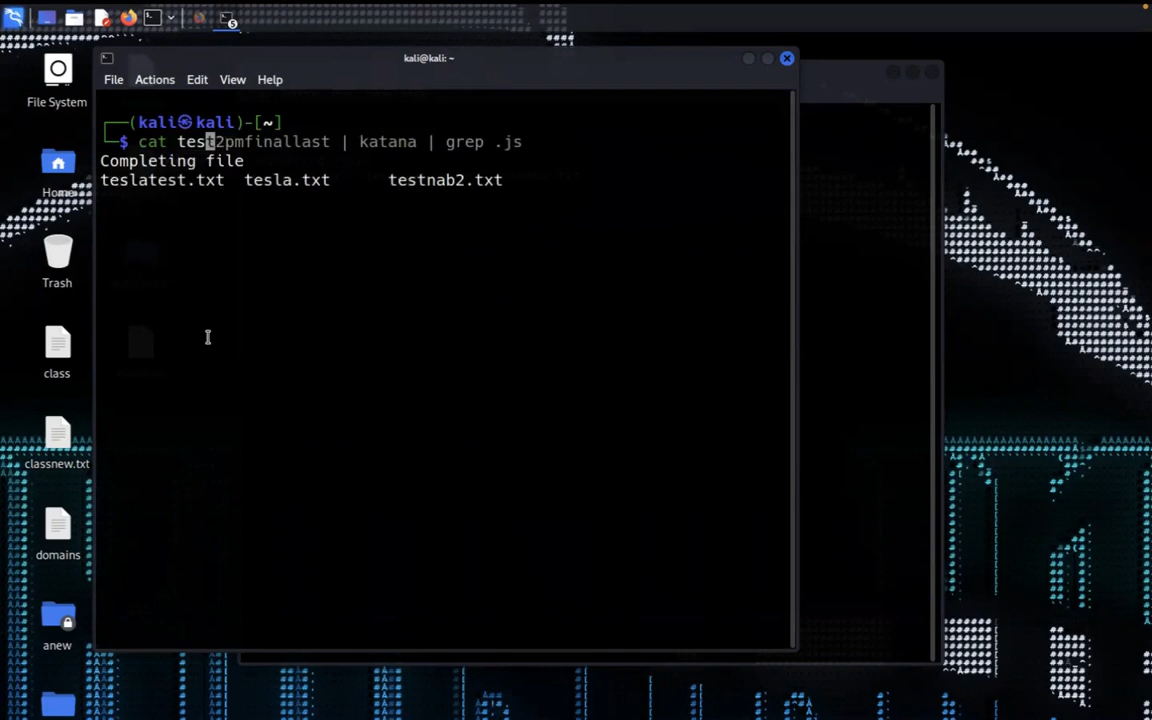 5
kali@kali: ~
File Actions Edit View Help
┌──(kali㉿kali)-[~]
└─$ cat test2pmfinallast | katana | grep .js
Completing file
teslatest.txt tesla.txt testnab2.txt
File System
Home
Trash
class
classnew.txt
domains
anew